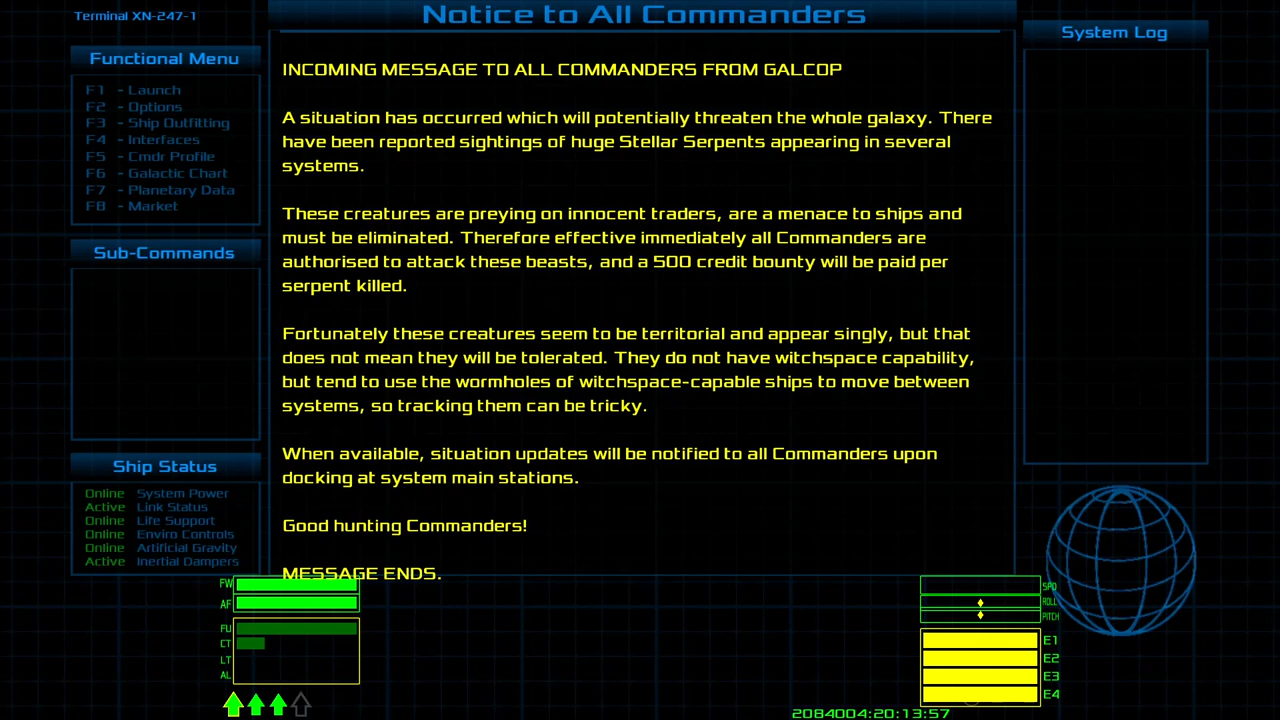 Terminal XN-247-1
Notice to All Commanders
System Log
Functional Menu
F1 - Launch
F2 - Options
F3 - Ship Outfitting
F4 - Interfaces
F5 - Cmdr Profile
F6 - Galactic Chart
F7 - Planetary Data
F8 - Market
Sub-Commands
Ship Status
Online System Power
Active Link Status
Online Life Support
Online Enviro Controls
Online Artificial Gravity
Active Inertial Dampers
INCOMING MESSAGE TO ALL COMMANDERS FROM GALCOP
A situation has occurred which will potentially threaten the whole galaxy. There
have been reported sightings of huge Stellar Serpents appearing in several
systems.
These creatures are preying on innocent traders, are a menace to ships and
must be eliminated. Therefore effective immediately all Commanders are
authorised to attack these beasts, and a 500 credit bounty will be paid per
serpent killed.
Fortunately these creatures seem to be territorial and appear singly, but that
does not mean they will be tolerated. They do not have witchspace capability,
but tend to use the wormholes of witchspace-capable ships to move between
systems, so tracking them can be tricky.
When available, situation updates will be notified to all Commanders upon
docking at system main stations.
Good hunting Commanders!
MESSAGE ENDS.
FW
AF
FU
CT
LT
AL
SPD
ROLL
PITCH
E1
E2
E3
E4
2084004:20:13:57